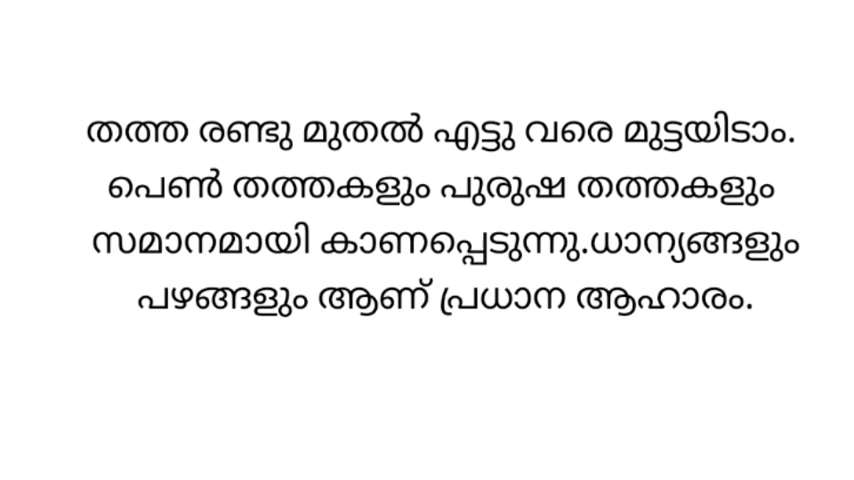 തത്ത രണ്ടു മുതൽ എട്ടു വരെ മുട്ടയിടാം.
പെൺ തത്തകളും പുരുഷ തത്തകളും
സമാനമായി കാണപ്പെടുന്നു.ധാന്യങ്ങളും
പഴങ്ങളും ആണ് പ്രധാന ആഹാരം.